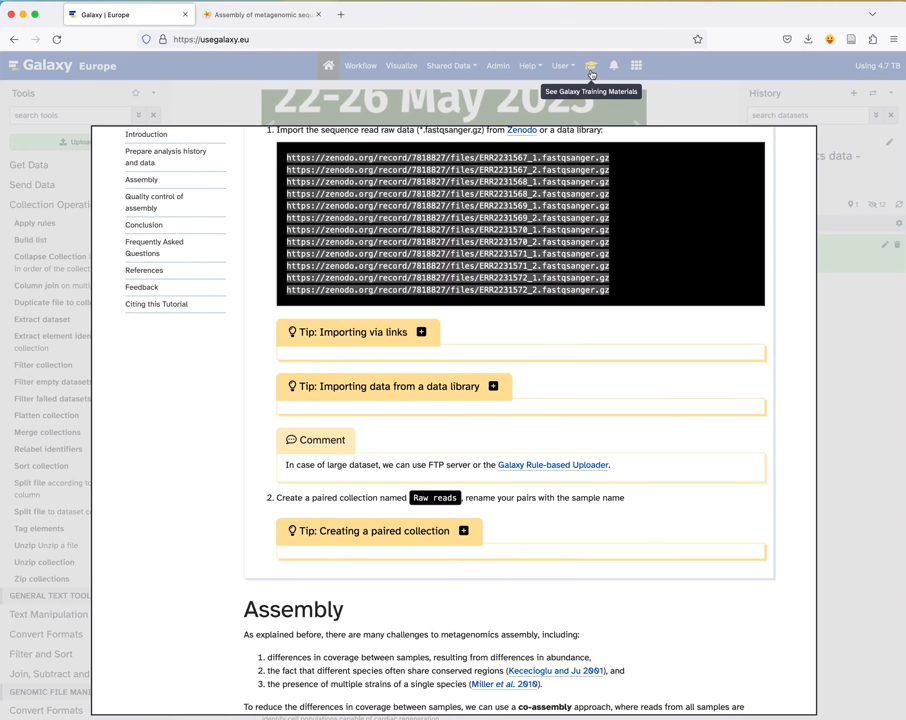 Galaxy | Europe
Assembly of metagenomic sequ
https://usegalaxy.eu
Galaxy Europe
Workflow
Visualize
Shared Data
Admin
Help
User
Using 4.7 TB
See Galaxy Training Materials
22-26 May 2023
Tools
search tools
Get Data
Send Data
Collection Operati
Apply rules
Build list
Collapse Collection i
In order of the collect
Column join on multi
Duplicate file to colle
Extract dataset
Extract element iden
collection
Filter collection
Filter empty datasets
Filter failed datasets
Flatten collection
Merge collections
Relabel identifiers
Sort collection
Split file according to
column
Split file to dataset co
Tag elements
Unzip Unzip a file
Unzip collection
Zip collections
GENERAL TEXT TOOL
Text Manipulation
Convert Formats
Filter and Sort
Join, Subtract and
GENOMIC FILE MANI
Convert Formats
History
search datasets
cs data -
1
12
Introduction
Prepare analysis history
and data
Assembly
Quality control of
assembly
Conclusion
Frequently Asked
Questions
References
Feedback
Citing this Tutorial
1. Import the sequence read raw data (*.fastqsanger.gz) from Zenodo or a data library:
https://zenodo.org/record/7818827/files/ERR2231567_1.fastqsanger.gz
https://zenodo.org/record/7818827/files/ERR2231567_2.fastqsanger.gz
https://zenodo.org/record/7818827/files/ERR2231568_1.fastqsanger.gz
https://zenodo.org/record/7818827/files/ERR2231568_2.fastqsanger.gz
https://zenodo.org/record/7818827/files/ERR2231569_1.fastqsanger.gz
https://zenodo.org/record/7818827/files/ERR2231569_2.fastqsanger.gz
https://zenodo.org/record/7818827/files/ERR2231570_1.fastqsanger.gz
https://zenodo.org/record/7818827/files/ERR2231570_2.fastqsanger.gz
https://zenodo.org/record/7818827/files/ERR2231571_1.fastqsanger.gz
https://zenodo.org/record/7818827/files/ERR2231571_2.fastqsanger.gz
https://zenodo.org/record/7818827/files/ERR2231572_1.fastqsanger.gz
https://zenodo.org/record/7818827/files/ERR2231572_2.fastqsanger.gz
Tip: Importing via links
Tip: Importing data from a data library
Comment
In case of large dataset, we can use FTP server or the Galaxy Rule-based Uploader.
2. Create a paired collection named Raw reads, rename your pairs with the sample name
Tip: Creating a paired collection
Assembly
As explained before, there are many challenges to metagenomics assembly, including:
1. differences in coverage between samples, resulting from differences in abundance,
2. the fact that different species often share conserved regions (Kececioglu and Ju 2001), and
3. the presence of multiple strains of a single species (Miller et al. 2010).
To reduce the differences in coverage between samples, we can use a co-assembly approach, where reads from all samples are